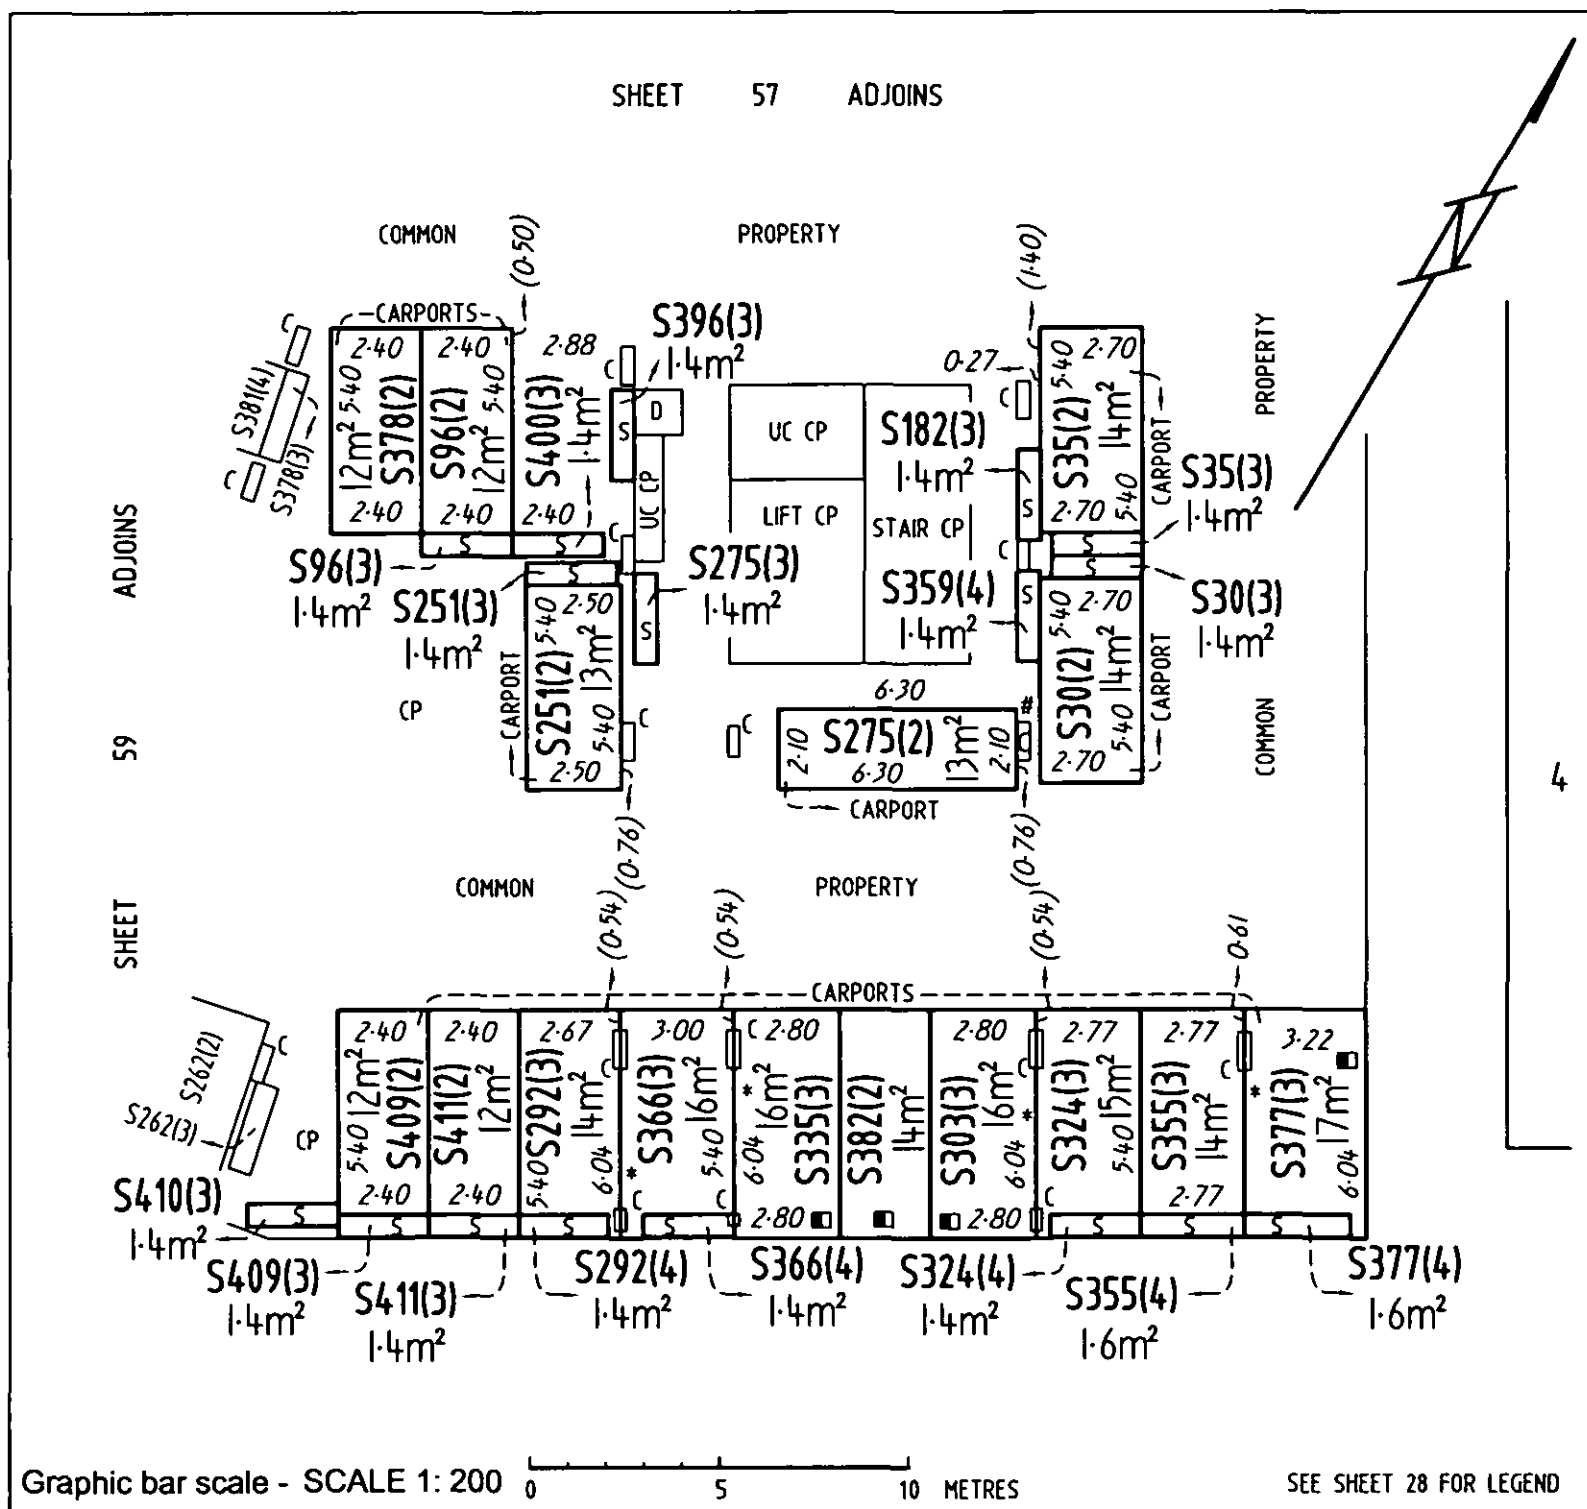 SHEET 57 ADJOINS
COMMON PROPERTY
(0·50)
(1·40)
CARPORTS
S396(3)
1·4m²
C
2·40
2·40
2·88
0·27
2·70
PROPERTY
S381(4)
S378(3)
C
5·40
12m²
S378(2)
2·40
5·40
S96(2)
12m²
2·40
S400(3)
1·4m²
2·40
C
S
D
UC CP
C
UC CP
LIFT CP
STAIR CP
S182(3)
1·4m²
C
S
C
5·40
S35(2)
14m²
2·70
5·40
CARPORT
S35(3)
1·4m²
S
S
S30(3)
1·4m²
ADJOINS
S96(3)
1·4m²
S
S
S251(3)
1·4m²
S
S275(3)
1·4m²
S
S359(4)
1·4m²
S
5·40
2·50
S251(2)
13m²
5·40
2·50
CARPORT
CP
C
C
6·30
S275(2)
13m²
2·10
2·10
6·30
CARPORT
#
C
5·40
2·70
S30(2)
14m²
5·40
2·70
CARPORT
COMMON
59
4
(0·76)
(0·76)
COMMON PROPERTY
SHEET
(0·54)
(0·54)
(0·54)
0·61
CARPORTS
2·40
2·40
2·67
3·00
C
2·80
2·80
2·77
2·77
3·22
S262(2)
C
S262(3)
CP
12m²
5·40
S409(2)
2·40
S411(2)
12m²
2·40
S292(3)
14m²
5·40
6·04
C
*
S366(3)
16m²
5·40
C
C
*
16m²
6·04
S335(3)
2·80
S382(2)
14m²
S303(3)
16m²
6·04
2·80
C
*
C
S324(3)
15m²
5·40
S355(3)
14m²
2·77
C
*
S377(3)
17m²
6·04
S410(3)
1·4m²
S
S
S
S
S
S
S
S
S409(3)
1·4m²
S411(3)
1·4m²
S292(4)
1·4m²
S366(4)
1·4m²
S324(4)
1·4m²
S355(4)
1·6m²
S377(4)
1·6m²
Graphic bar scale - SCALE 1: 200
0 5 10 METRES
SEE SHEET 28 FOR LEGEND